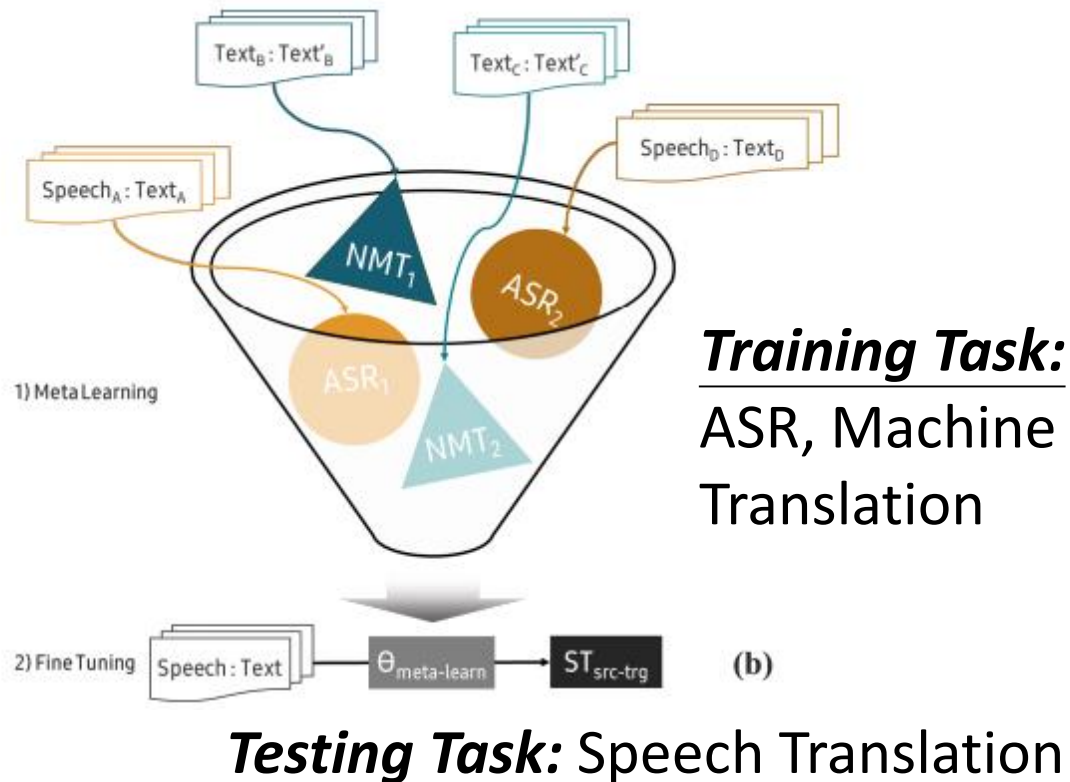 Text_B : Text'_B
Text_C : Text'_C
Speech_D : Text_D
Speech_A : Text_A
NMT_1
ASR_2
ASR_1
NMT_2
1) Meta Learning
Training Task:
ASR, Machine
Translation
2) Fine Tuning
Speech : Text
θ_meta-learn
ST_src-trg
(b)
Testing Task: Speech Translation